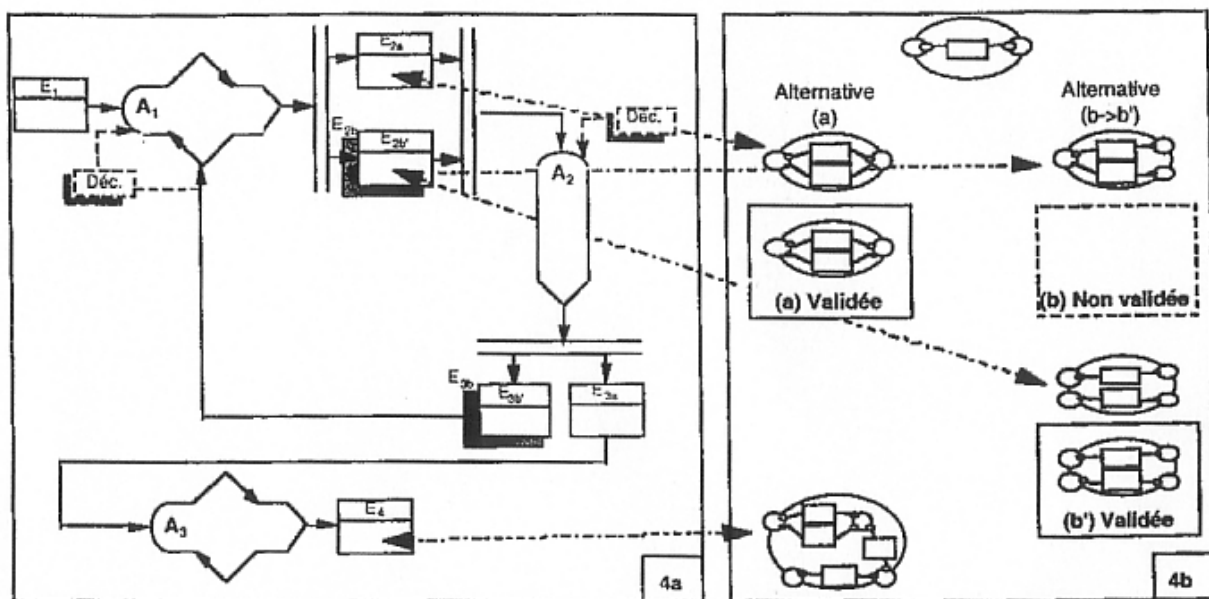 E2a
E1
A1
Déc.
E2b
E2b'
Déc.
A2
E3b
E3b'
E3a
A3
E4
4a
Alternative
(a)
Alternative
(b->b')
(a) Validée
(b) Non validée
(b') Validée
4b